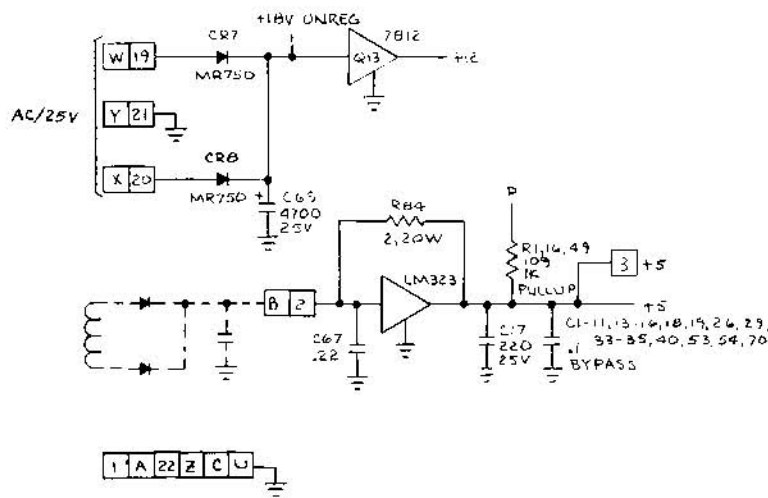 +18V UNREG
CR7
7812
W 19
MR750
Q13
+12
AC/25V
Y 21
CR8
X 20
MR750
+
4700
25V
R84
2, 20W
P
R1, 16, 49
109
1K
PULLUP
3 +5
LM323
B 2
+5
C67
.22
C17
220
25V
C1-11, 13-16, 18, 19, 26, 29,
33-35, 40, 53, 54, 70
.1
BYPASS
1 A 22 Z C U